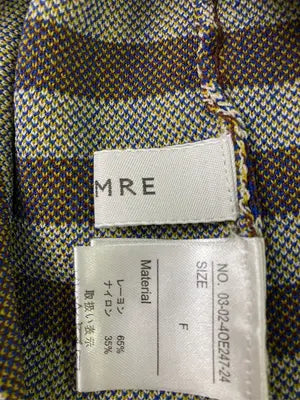 MRE
NO. 03-02-4OE247-24
SIZE
F
Material
レーヨン 65%
ナイロン 35%
取扱い表示